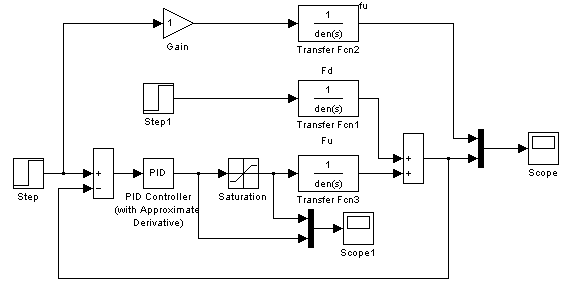 fu
1
1
den(s)
Gain
Transfer Fcn2
Fd
1
den(s)
Step1
Transfer Fcn1
Fu
+
+
+
−
PID
1
den(s)
Scope
Step
PID Controller
(with Approximate
Derivative)
Saturation
Transfer Fcn3
Scope1